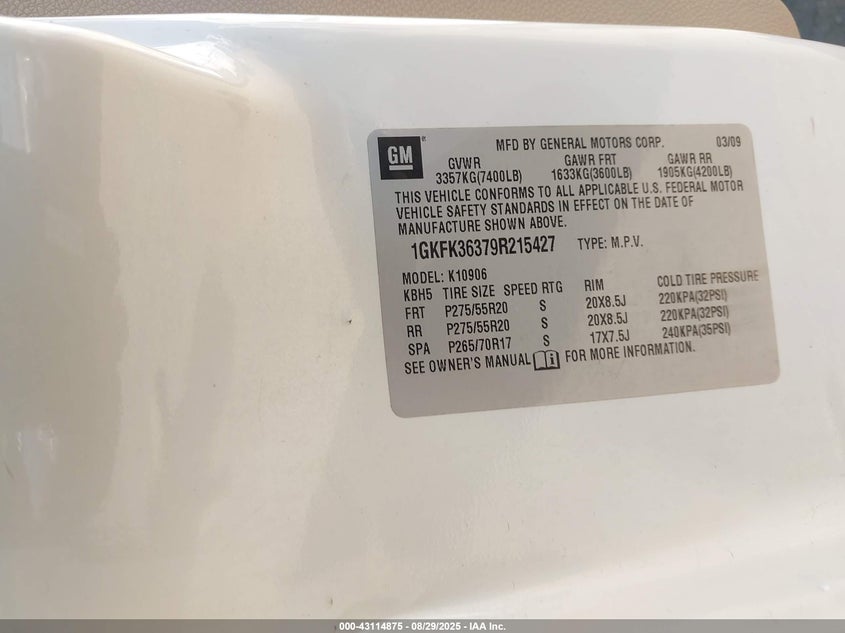 GM
®
MFD BY GENERAL MOTORS CORP. 03/09
GVWR GAWR FRT GAWR RR
3357KG(7400LB) 1633KG(3600LB) 1905KG(4200LB)
THIS VEHICLE CONFORMS TO ALL APPLICABLE U.S. FEDERAL MOTOR
VEHICLE SAFETY STANDARDS IN EFFECT ON THE DATE OF
MANUFACTURE SHOWN ABOVE.
1GKFK36379R215427 TYPE: M.P.V.
MODEL: K10906
KBH5 TIRE SIZE SPEED RTG RIM COLD TIRE PRESSURE
FRT P275/55R20 S 20X8.5J 220KPA(32PSI)
RR P275/55R20 S 20X8.5J 220KPA(32PSI)
SPA P265/70R17 S 17X7.5J 240KPA(35PSI)
SEE OWNER'S MANUAL i FOR MORE INFORMATION.
000-43114875 - 08/29/2025 - IAA Inc.